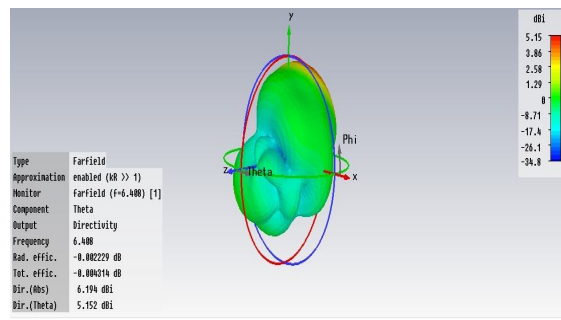 y
dBi
5.15
3.86
2.58
1.29
0
-8.71
-17.4
-26.1
-34.8
Phi
z
Theta
x
Type Farfield
Approximation enabled (kR >> 1)
Monitor farfield (f=6.408) [1]
Component Theta
Output Directivity
Frequency 6.408
Rad. effic. -0.002229 dB
Tot. effic. -0.004314 dB
Dir.(Abs) 6.194 dBi
Dir.(Theta) 5.152 dBi